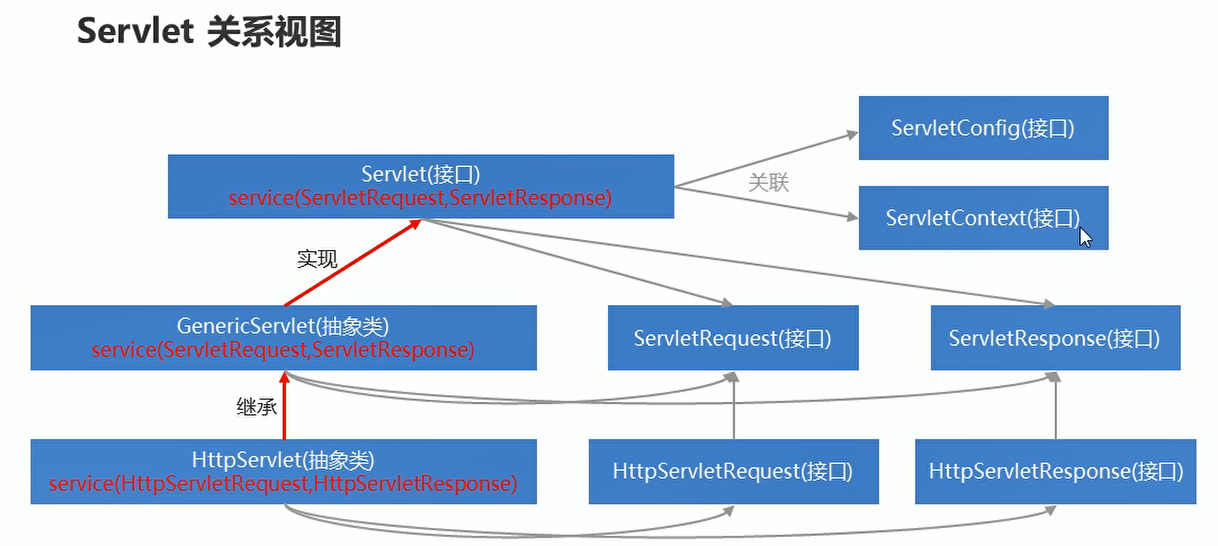 Servlet 关系视图
ServletConfig(接口)
Servlet(接口)
service(ServletRequest,ServletResponse)
关联
ServletContext(接口)
实现
GenericServlet(抽象类)
service(ServletRequest,ServletResponse)
ServletRequest(接口)
ServletResponse(接口)
继承
HttpServlet(抽象类)
service(HttpServletRequest,HttpServletResponse)
HttpServletRequest(接口)
HttpServletResponse(接口)